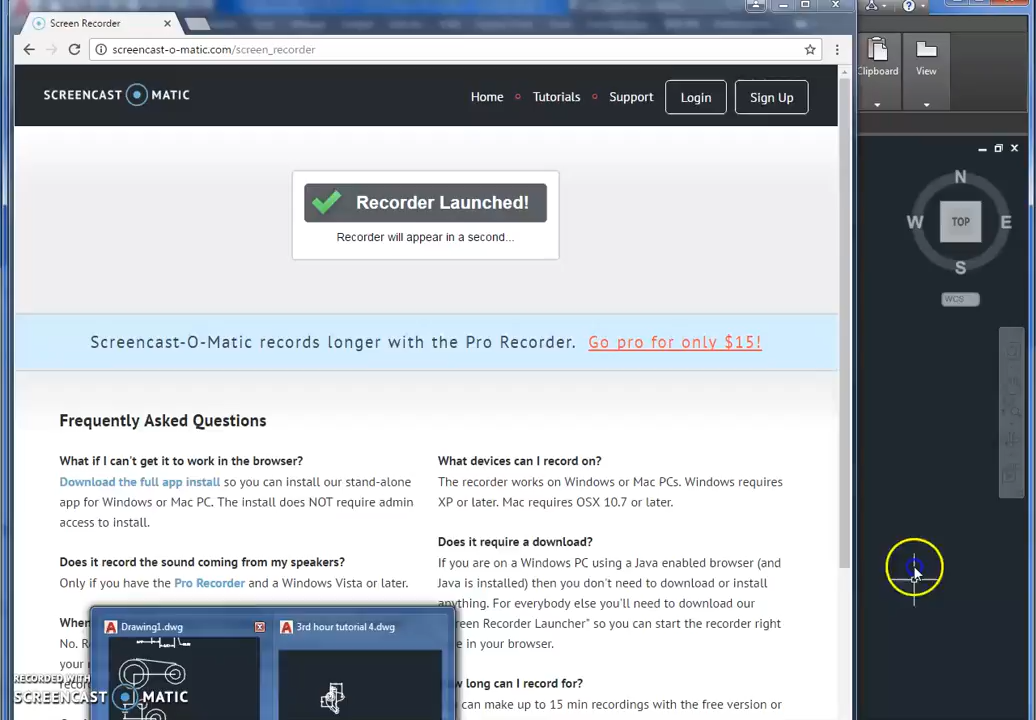 Screen Recorder
screencast-o-matic.com/screen_recorder
SCREENCAST MATIC
Home
Tutorials
Support
Login
Sign Up
Recorder Launched!
Recorder will appear in a second...
Screencast-O-Matic records longer with the Pro Recorder. Go pro for only $15!
Frequently Asked Questions
What if I can't get it to work in the browser?
Download the full app install so you can install our stand-alone
app for Windows or Mac PC. The install does NOT require admin
access to install.
Does it record the sound coming from my speakers?
Only if you have the Pro Recorder and a Windows Vista or later.
When
No. R
your
What devices can I record on?
The recorder works on Windows or Mac PCs. Windows requires
XP or later. Mac requires OSX 10.7 or later.
Does it require a download?
If you are on a Windows PC using a Java enabled browser (and
Java is installed) then you don't need to download or install
anything. For everybody else you'll need to download our
creen Recorder Launcher" so you can start the recorder right
e in your browser.
ow long can I record for?
can make up to 15 min recordings with the free version or
Drawing1.dwg
3rd hour tutorial 4.dwg
RECORDED WITH
SCREENCAST MATIC
Clipboard
View
N
W
TOP
E
S
WCS